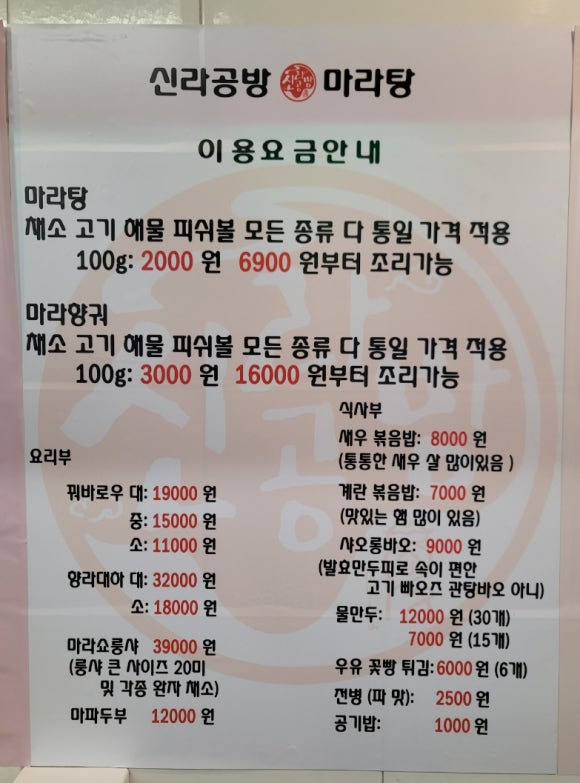 신라공방 마라탕
이용요금안내
마라탕
채소 고기 해물 피쉬볼 모든 종류 다 통일 가격 적용
100g: 2000 원 6900 원부터 조리가능
마라향궈
채소 고기 해물 피쉬볼 모든 종류 다 통일 가격 적용
100g: 3000 원 16000 원부터 조리가능
요리부
꿔바로우 대: 19000 원
중: 15000 원
소: 11000 원
향라대하 대: 32000 원
소: 18000 원
마라쇼룽샤 39000 원
(룽샤 큰 사이즈 20미
및 각종 완자 채소)
마파두부 12000 원
식사부
새우 볶음밥: 8000 원
(통통한 새우 살 많이있음 )
계란 볶음밥: 7000 원
(맛있는 햄 많이 있음)
샤오롱바오: 9000 원
(발효만두피로 속이 편안
고기 빠오즈 관탕바오 아니)
물만두: 12000 원 (30개)
7000 원 (15개)
우유 꽃빵 튀김: 6000 원 (6개)
전병 (파 맛): 2500 원
공기밥: 1000 원